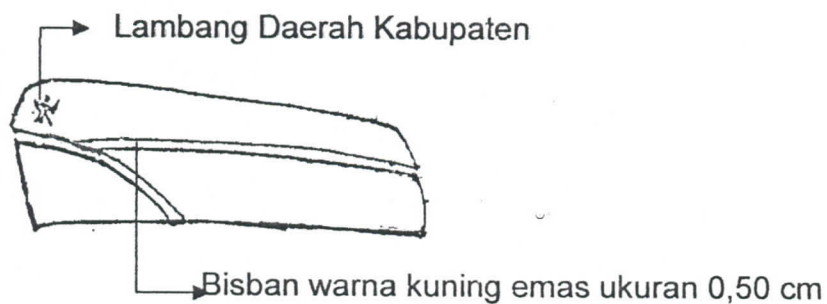 Lambang Daerah Kabupaten
Bisban warna kuning emas ukuran 0,50 cm